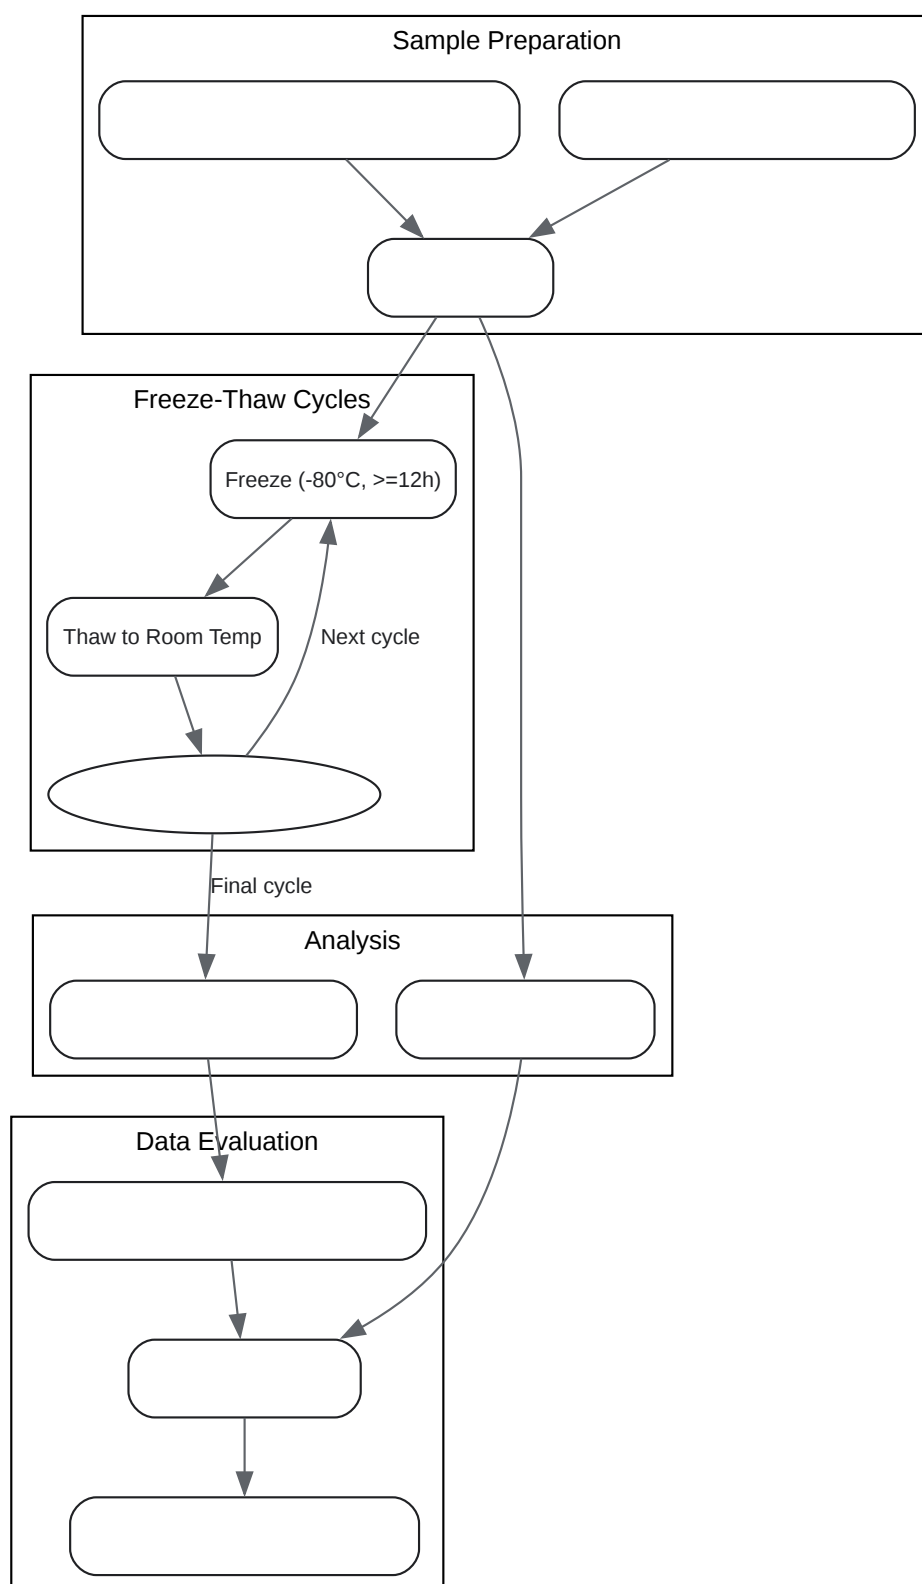 Sample Preparation
Freeze-Thaw Cycles
Freeze (-80°C, >=12h)
Thaw to Room Temp
Next cycle
Final cycle
Analysis
Data Evaluation